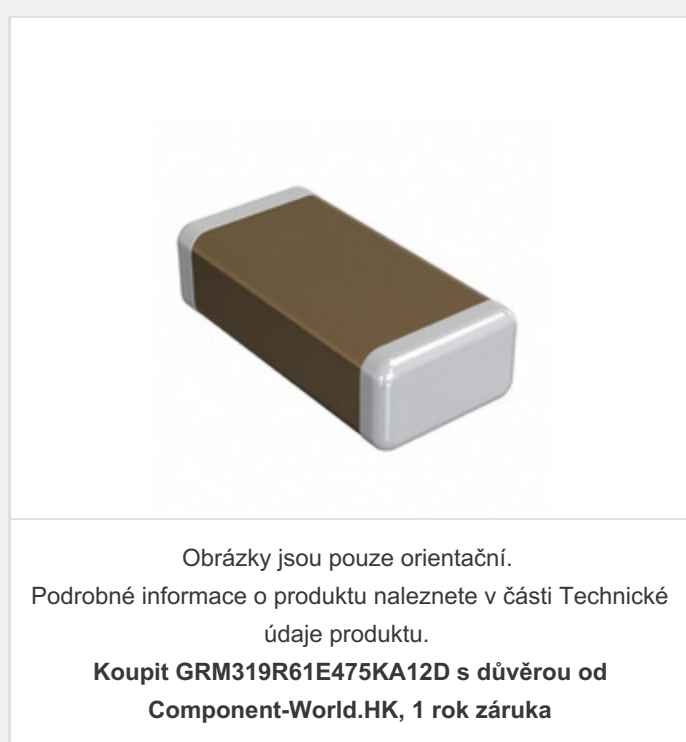 Obrázky jsou pouze orientační.
Podrobné informace o produktu naleznete v části Technické
údaje produktu.
Koupit GRM319R61E475KA12D s důvěrou od
Component-World.HK, 1 rok záruka